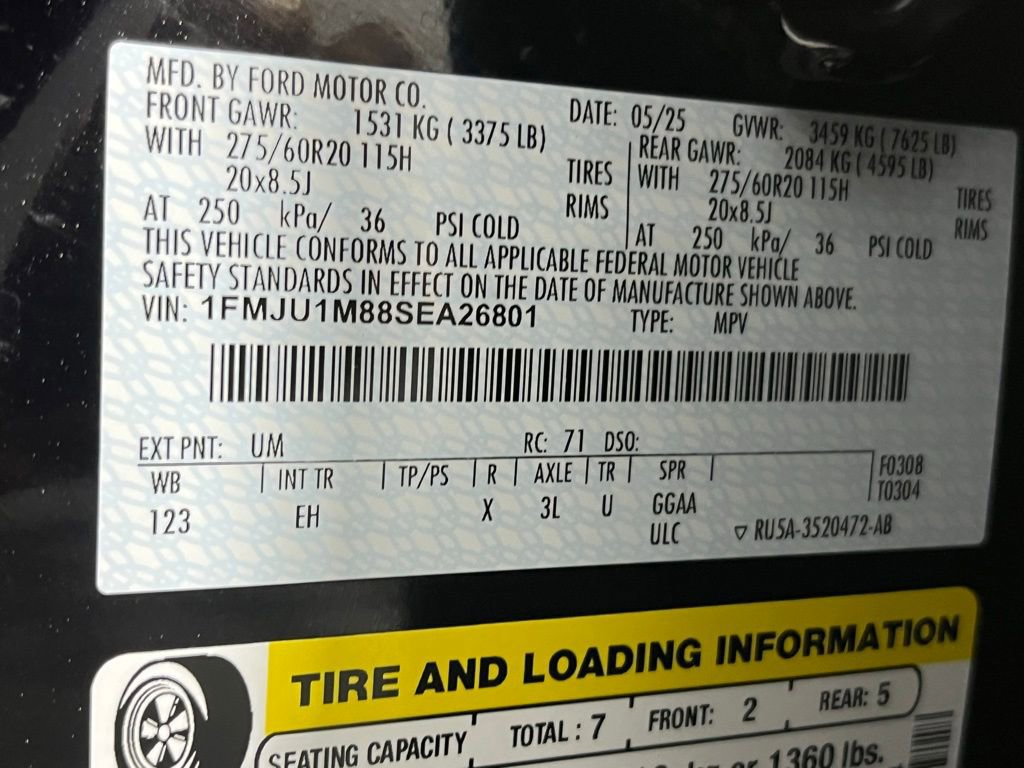 MFD. BY FORD MOTOR CO.
DATE: 05/25 GVWR: 3459 KG ( 7625 LB)
FRONT GAWR: 1531 KG ( 3375 LB)
WITH 275/60R20 115H TIRES
20x8.5J RIMS
AT 250 kPa/ 36 PSI COLD
REAR GAWR: 2084 KG ( 4595 LB)
WITH 275/60R20 115H TIRES
20x8.5J RIMS
AT 250 kPa/ 36 PSI COLD
THIS VEHICLE CONFORMS TO ALL APPLICABLE FEDERAL MOTOR VEHICLE
SAFETY STANDARDS IN EFFECT ON THE DATE OF MANUFACTURE SHOWN ABOVE.
VIN: 1FMJU1M88SEA26801 TYPE: MPV
EXT PNT: UM RC: 71 DSO:
WB INT TR TP/PS R AXLE TR SPR F0308
T0304
123 EH X 3L U GGAA
ULC ▽ RU5A-3520472-AB
TIRE AND LOADING INFORMATION
SEATING CAPACITY TOTAL : 7 FRONT: 2 REAR: 5
or 1360 lbs.